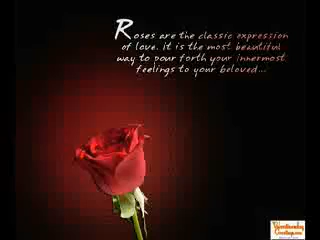 Roses are the classic expression
of love. it is the most beautiful
way to pour forth your innermost
feelings to your beloved...